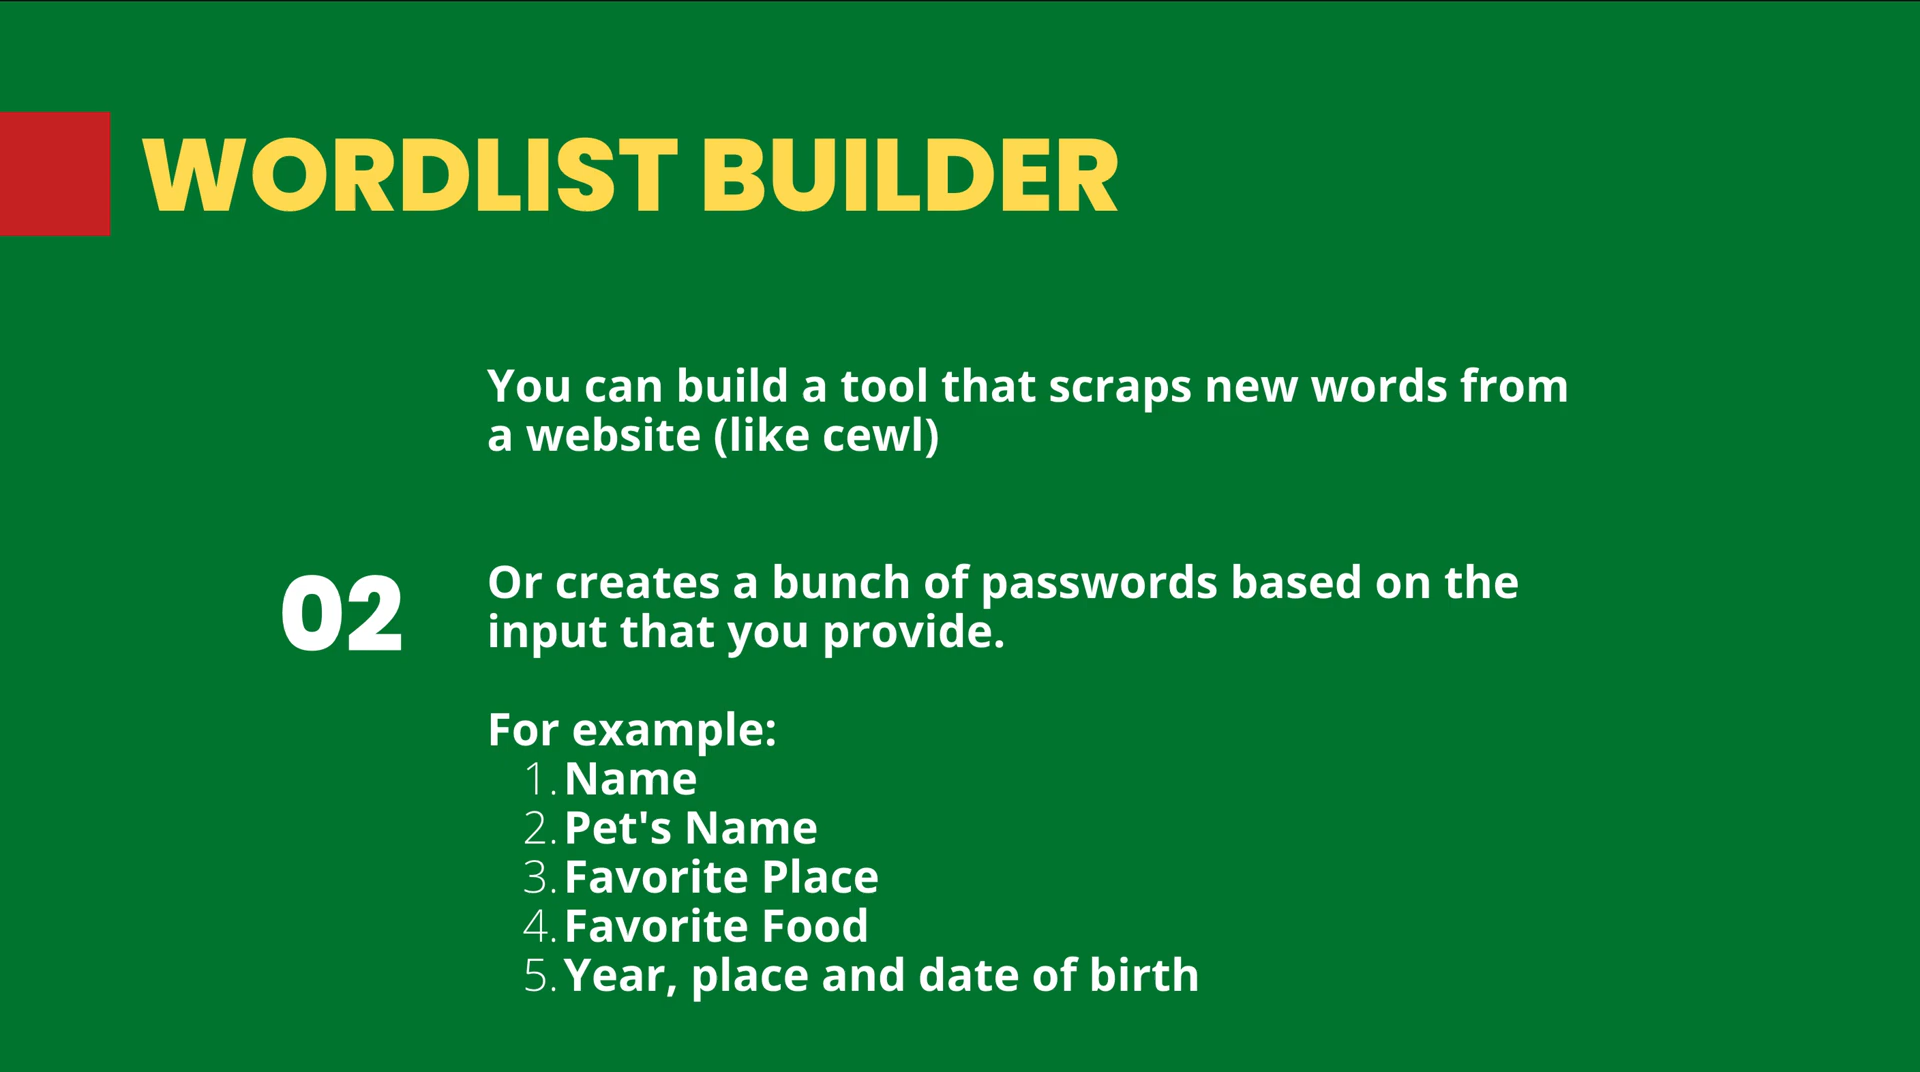 WORDLIST BUILDER
You can build a tool that scraps new words from
a website (like cewl)
02
Or creates a bunch of passwords based on the
input that you provide.
For example:
1. Name
2. Pet's Name
3. Favorite Place
4. Favorite Food
5. Year, place and date of birth